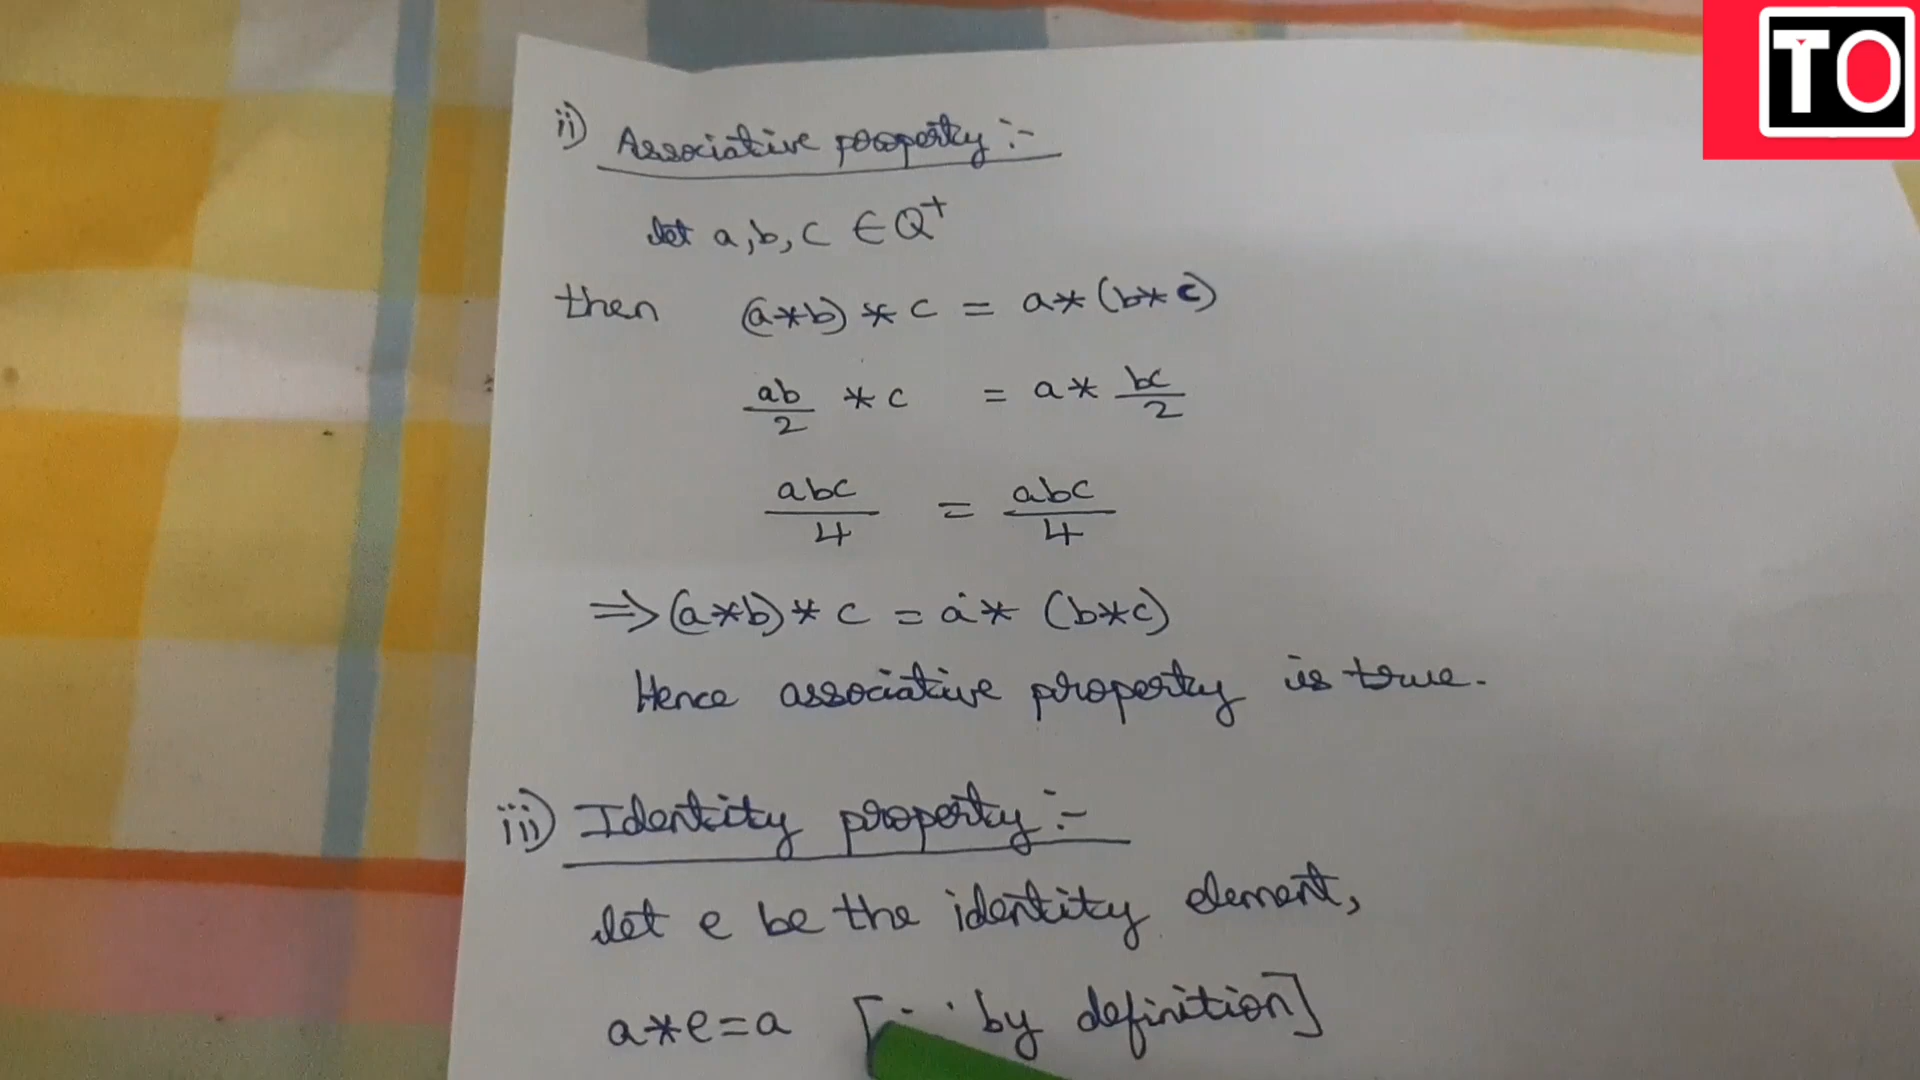 TO
ii) Associative property :-
let a, b, c ∈ Q⁺
then (a*b) * c = a* (b* c)
ab/2 * c = a * bc/2
abc/4 = abc/4
⇒ (a*b) * c = a * (b*c)
Hence associative property is true.
iii) Identity property :-
let e be the identity element,
a*e=a [∵ by definition]